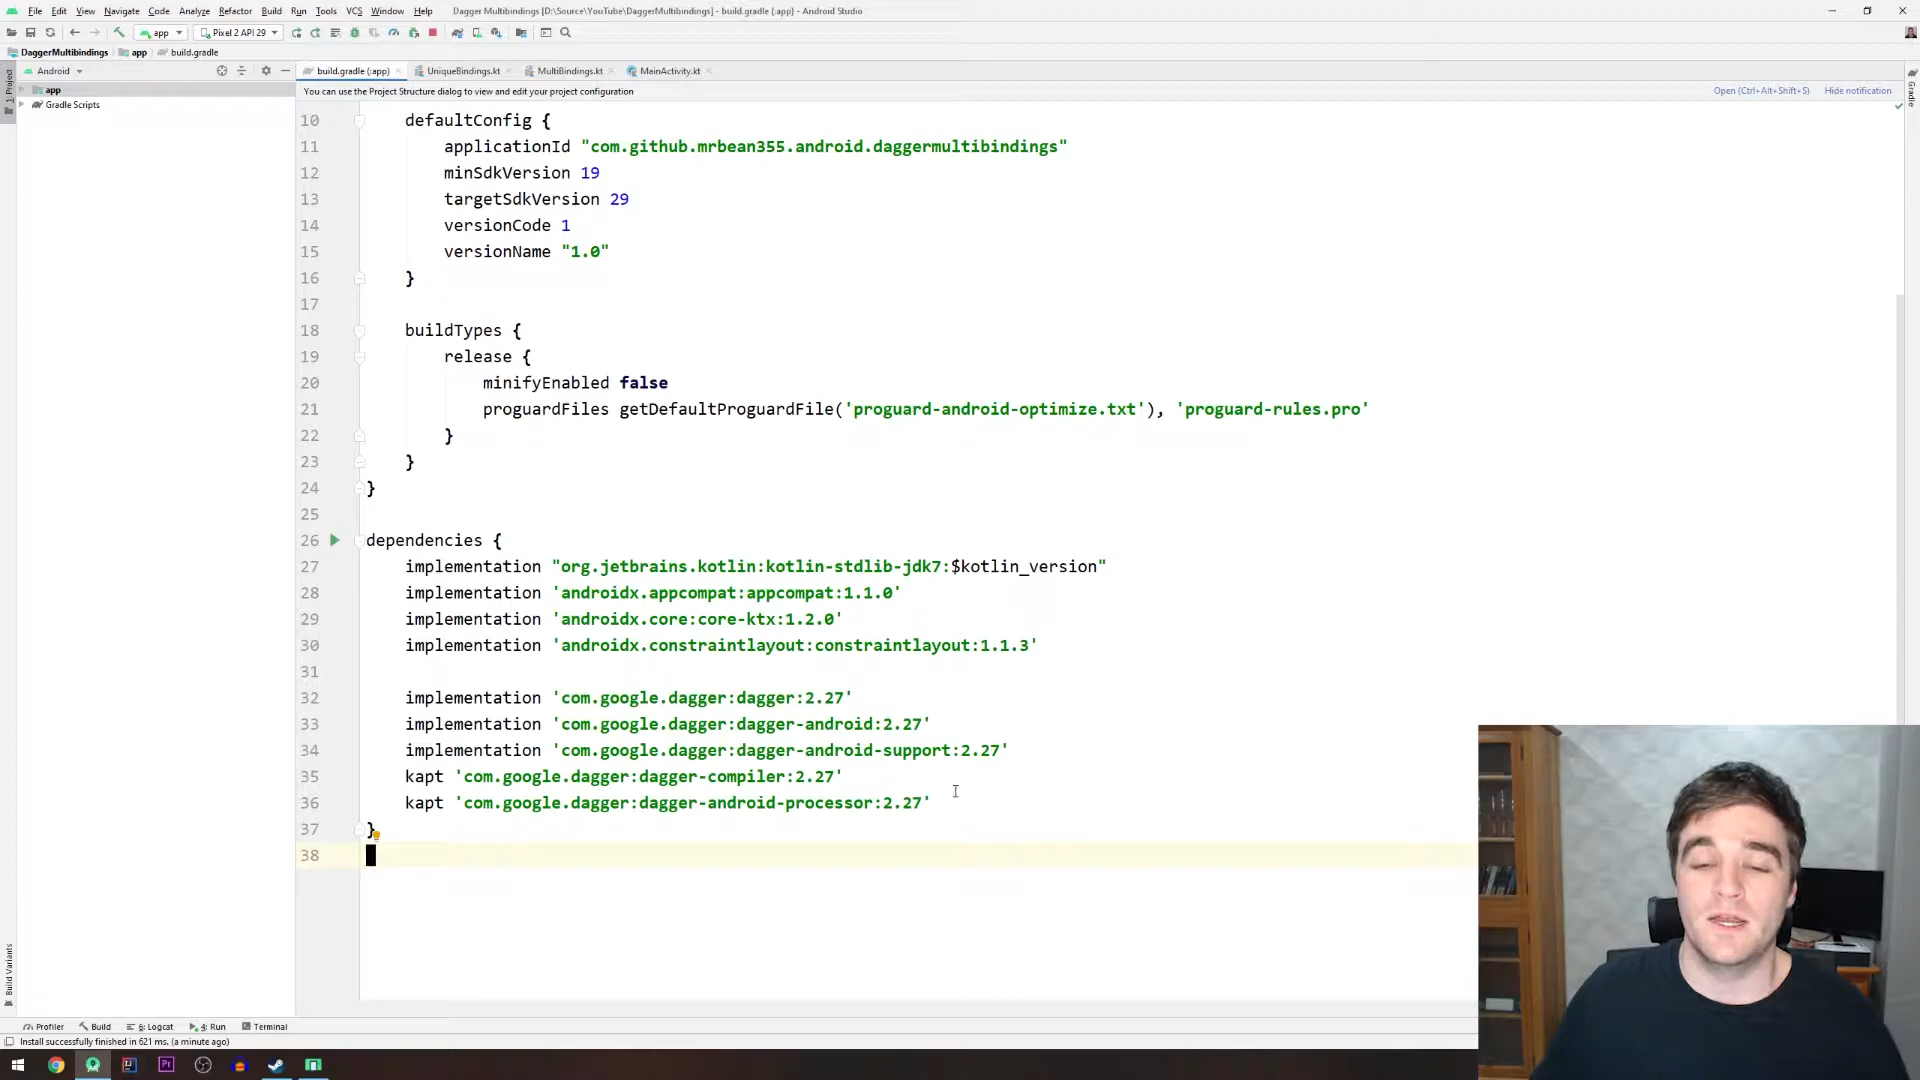 File Edit View Navigate Code Analyze Refactor Build Run Tools VCS Window Help Dagger Multibindings [D:\Source\YouTube\DaggerMultibindings] - build.gradle (:app) - Android Studio
app Pixel 2 API 29
DaggerMultibindings app build.gradle
Android build.gradle (:app) UniqueBindings.kt MultiBindings.kt MainActivity.kt
1: Project
Gradle
app
Gradle Scripts
You can use the Project Structure dialog to view and edit your project configuration Open (Ctrl+Alt+Shift+S) Hide notification
10 defaultConfig {
11 applicationId "com.github.mrbean355.android.daggermultibindings"
12 minSdkVersion 19
13 targetSdkVersion 29
14 versionCode 1
15 versionName "1.0"
16 }
17
18 buildTypes {
19 release {
20 minifyEnabled false
21 proguardFiles getDefaultProguardFile('proguard-android-optimize.txt'), 'proguard-rules.pro'
22 }
23 }
24 }
25
26 dependencies {
27 implementation "org.jetbrains.kotlin:kotlin-stdlib-jdk7:$kotlin_version"
28 implementation 'androidx.appcompat:appcompat:1.1.0'
29 implementation 'androidx.core:core-ktx:1.2.0'
30 implementation 'androidx.constraintlayout:constraintlayout:1.1.3'
31
32 implementation 'com.google.dagger:dagger:2.27'
33 implementation 'com.google.dagger:dagger-android:2.27'
34 implementation 'com.google.dagger:dagger-android-support:2.27'
35 kapt 'com.google.dagger:dagger-compiler:2.27'
36 kapt 'com.google.dagger:dagger-android-processor:2.27'
37 }
38
Build Variants
Profiler Build 6: Logcat 4: Run Terminal
Install successfully finished in 621 ms. (a minute ago)
Pr